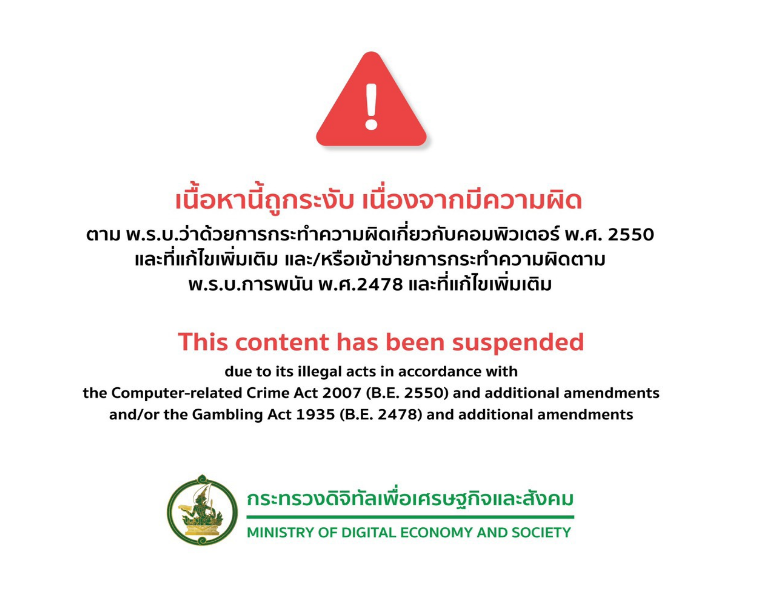 !
เนื้อหานี้ถูกระงับ เนื่องจากมีความผิด
ตาม พ.ร.บ.ว่าด้วยการกระทำความผิดเกี่ยวกับคอมพิวเตอร์ พ.ศ. 2550
และที่แก้ไขเพิ่มเติม และ/หรือเข้าข่ายการกระทำความผิดตาม
พ.ร.บ.การพนัน พ.ศ.2478 และที่แก้ไขเพิ่มเติม
This content has been suspended
due to its illegal acts in accordance with
the Computer-related Crime Act 2007 (B.E. 2550) and additional amendments
and/or the Gambling Act 1935 (B.E. 2478) and additional amendments
กระทรวงดิจิทัลเพื่อเศรษฐกิจและสังคม
MINISTRY OF DIGITAL ECONOMY AND SOCIETY